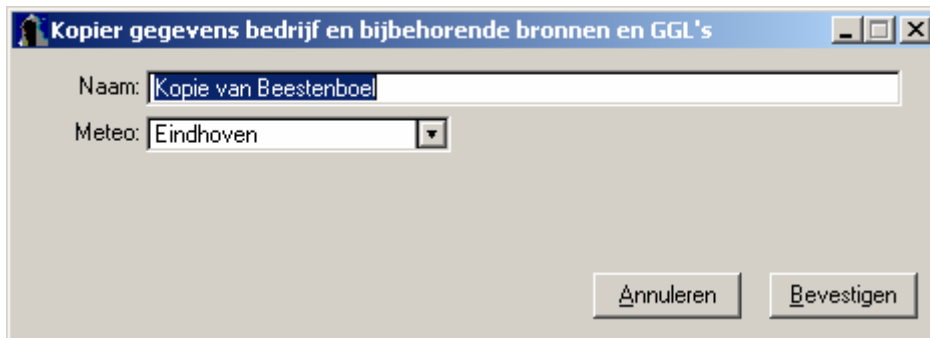 Kopier gegevens bedrijf en bijbehorende bronnen en GGL's
Naam: Kopie van Beestenboel
Meteo: Eindhoven
Annuleren Bevestigen